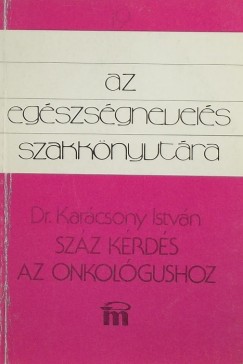 az
egészségnevelés
szakkönyvtára
Dr. Karácsony István
SZÁZ KÉRDÉS
AZ ONKOLÓGUSHOZ
m